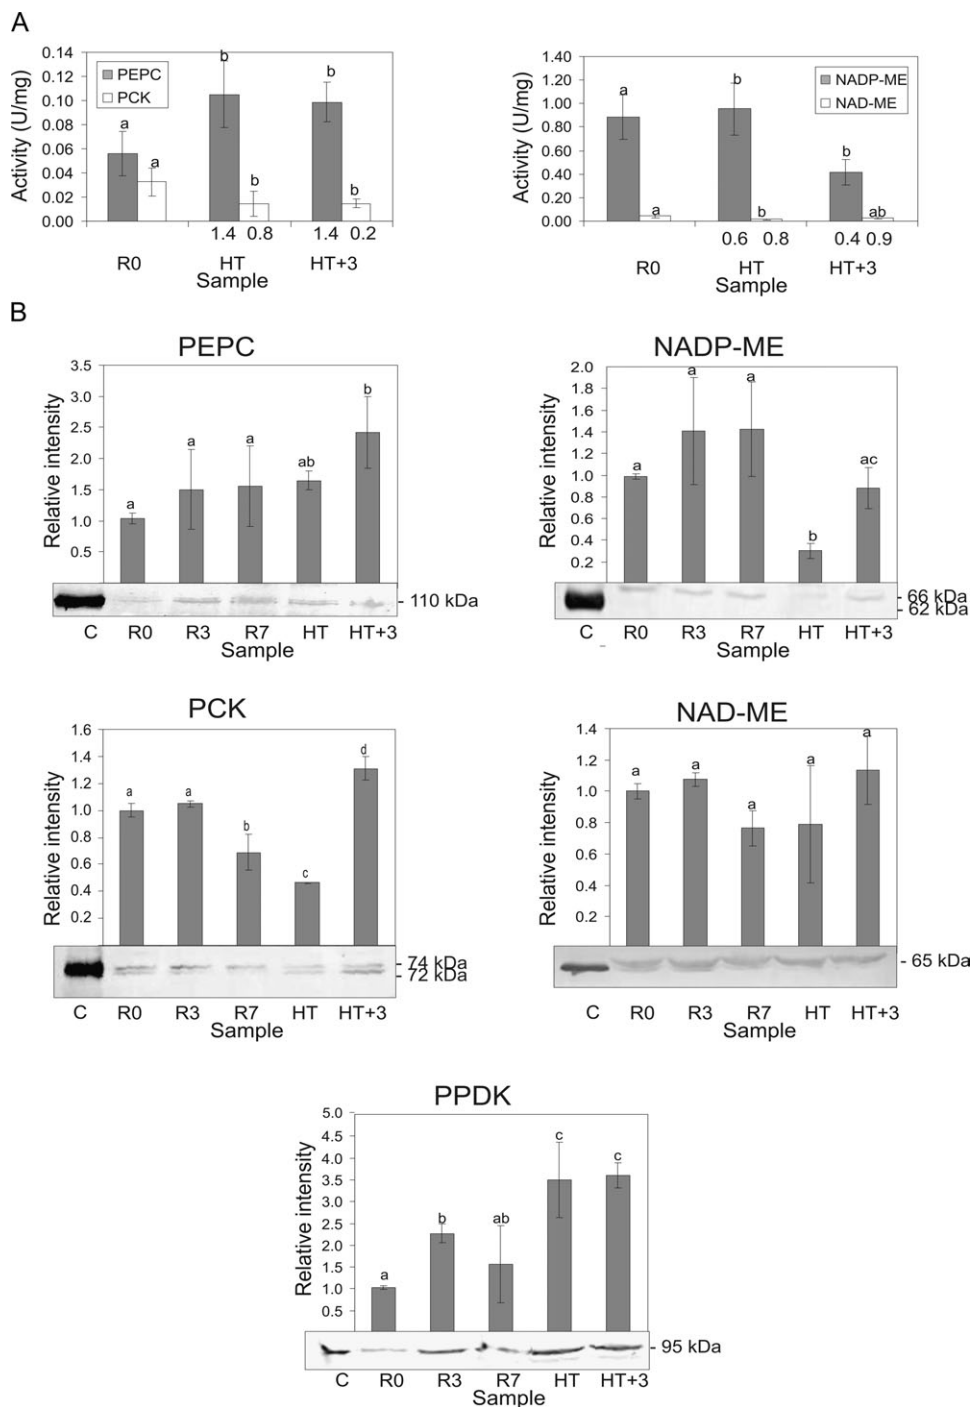 A
Activity (U/mg)
0.14
0.12
0.10
0.08
0.06
0.04
0.02
0.00
PEPC
PCK
a
a
b
b
b
b
1.4 0.8 1.4 0.2
R0 HT HT+3
Sample
Activity (U/mg)
1.40
1.20
1.00
0.80
0.60
0.40
0.20
0.00
NADP-ME
NAD-ME
a
a
b
b
b
ab
0.6 0.8 0.4 0.9
R0 HT HT+3
Sample
B
PEPC
Relative intensity
3.5
3.0
2.5
2.0
1.5
1.0
0.5
a a a ab b
- 110 kDa
C R0 R3 R7 HT HT+3
Sample
NADP-ME
Relative intensity
2.0
1.8
1.6
1.4
1.2
1.0
0.8
0.6
0.4
0.2
a a a b ac
- 66 kDa
- 62 kDa
C R0 R3 R7 HT HT+3
Sample
PCK
Relative intensity
1.6
1.4
1.2
1.0
0.8
0.6
0.4
0.2
a a b c d
- 74 kDa
- 72 kDa
C R0 R3 R7 HT HT+3
Sample
NAD-ME
Relative intensity
1.4
1.2
1.0
0.8
0.6
0.4
0.2
a a a a a
- 65 kDa
C R0 R3 R7 HT HT+3
Sample
PPDK
Relative intensity
5.0
4.5
4.0
3.5
3.0
2.5
2.0
1.5
1.0
0.5
a b ab c c
- 95 kDa
C R0 R3 R7 HT HT+3
Sample